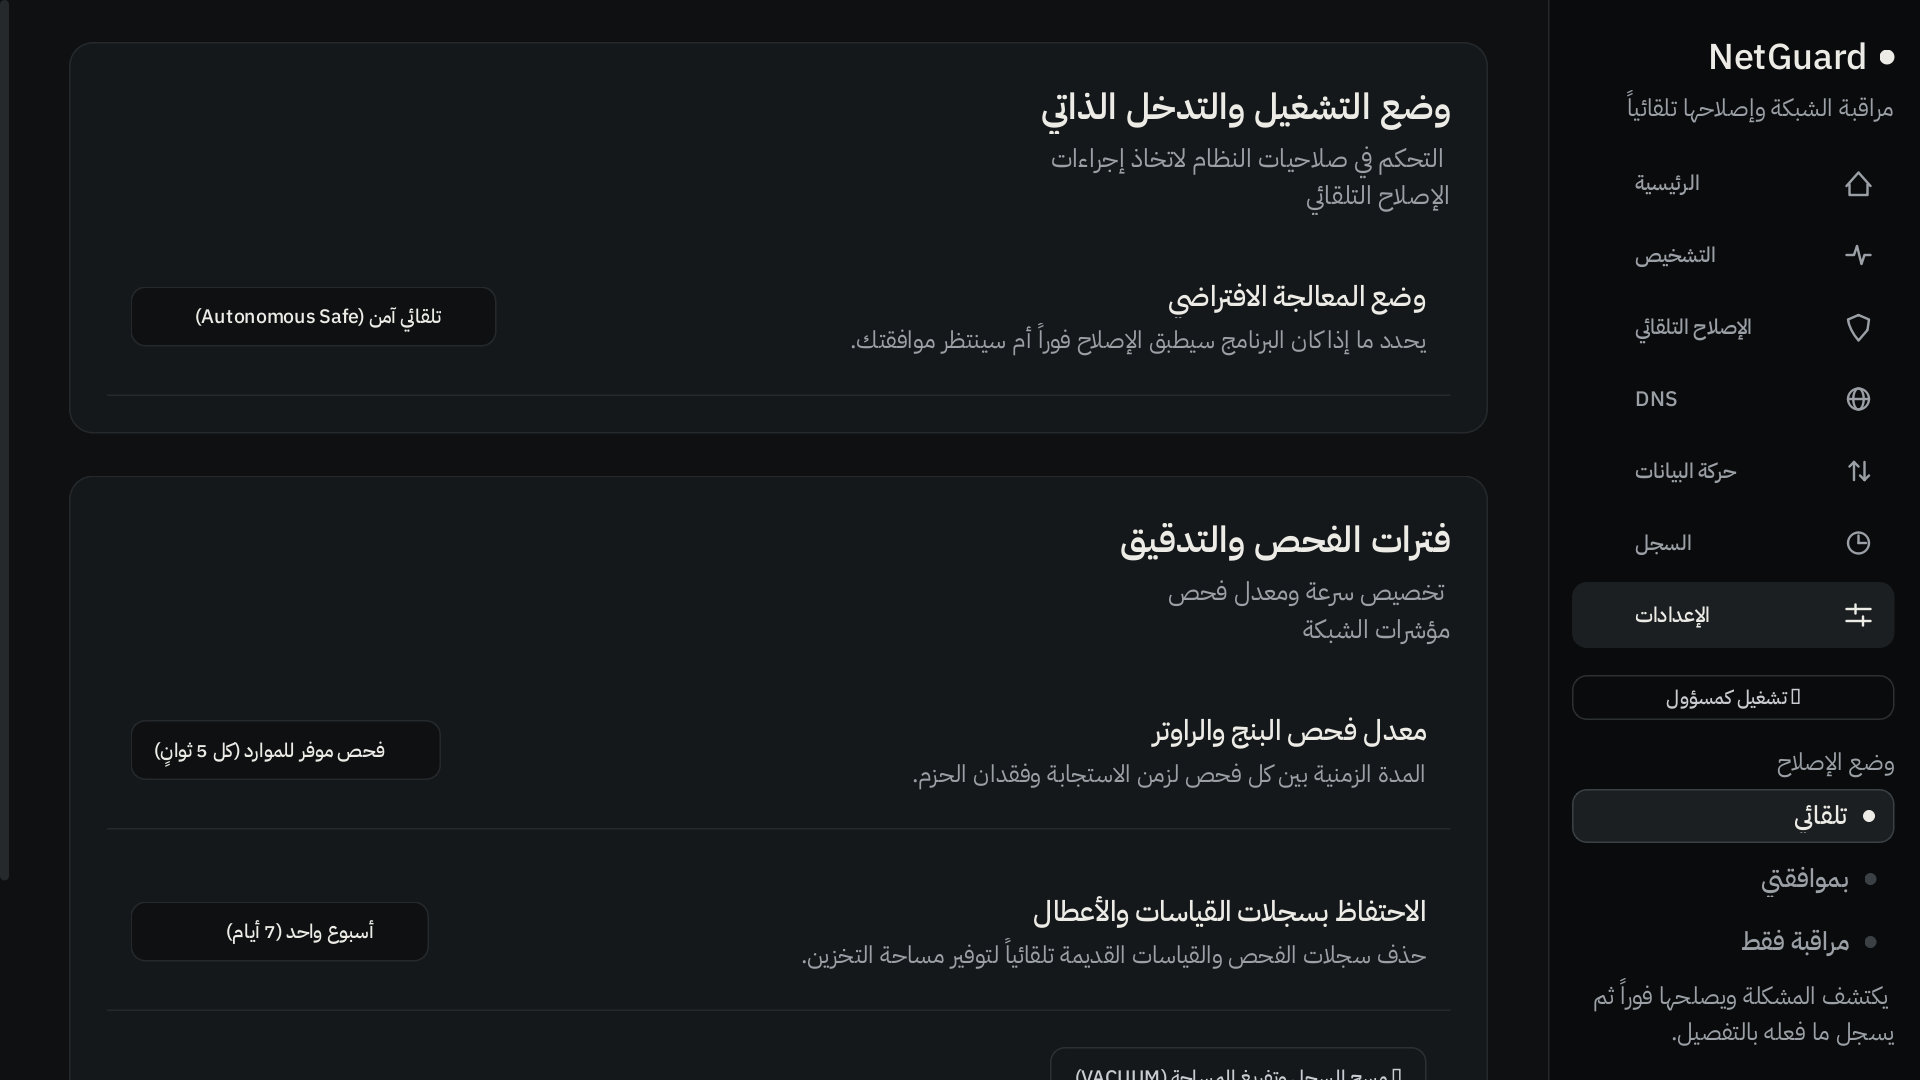 NetGuard
مراقبة الشبكة وإصلاحها تلقائياً
الرئيسية
التشخيص
الإصلاح التلقائي
DNS
حركة البيانات
السجل
الإعدادات
تشغيل كمسؤول
وضع الإصلاح
تلقائي
بموافقتي
مراقبة فقط
يكتشف المشكلة ويصلحها فوراً ثم
يسجل ما فعله بالتفصيل.
وضع التشغيل والتدخل الذاتي
التحكم في صلاحيات النظام لاتخاذ إجراءات
الإصلاح التلقائي
وضع المعالجة الافتراضي
يحدد ما إذا كان البرنامج سيطبق الإصلاح فوراً أم سينتظر موافقتك.
تلقائي آمن (Autonomous Safe)
فترات الفحص والتدقيق
تخصيص سرعة ومعدل فحص
مؤشرات الشبكة
معدل فحص البنج والراوتر
المدة الزمنية بين كل فحص لزمن الاستجابة وفقدان الحزم.
فحص موفر للموارد (كل 5 ثوانٍ)
الاحتفاظ بسجلات القياسات والأعطال
حذف سجلات الفحص والقياسات القديمة تلقائياً لتوفير مساحة التخزين.
أسبوع واحد (7 أيام)
مسح السجل وتفريغ المساحة (VACUUM)